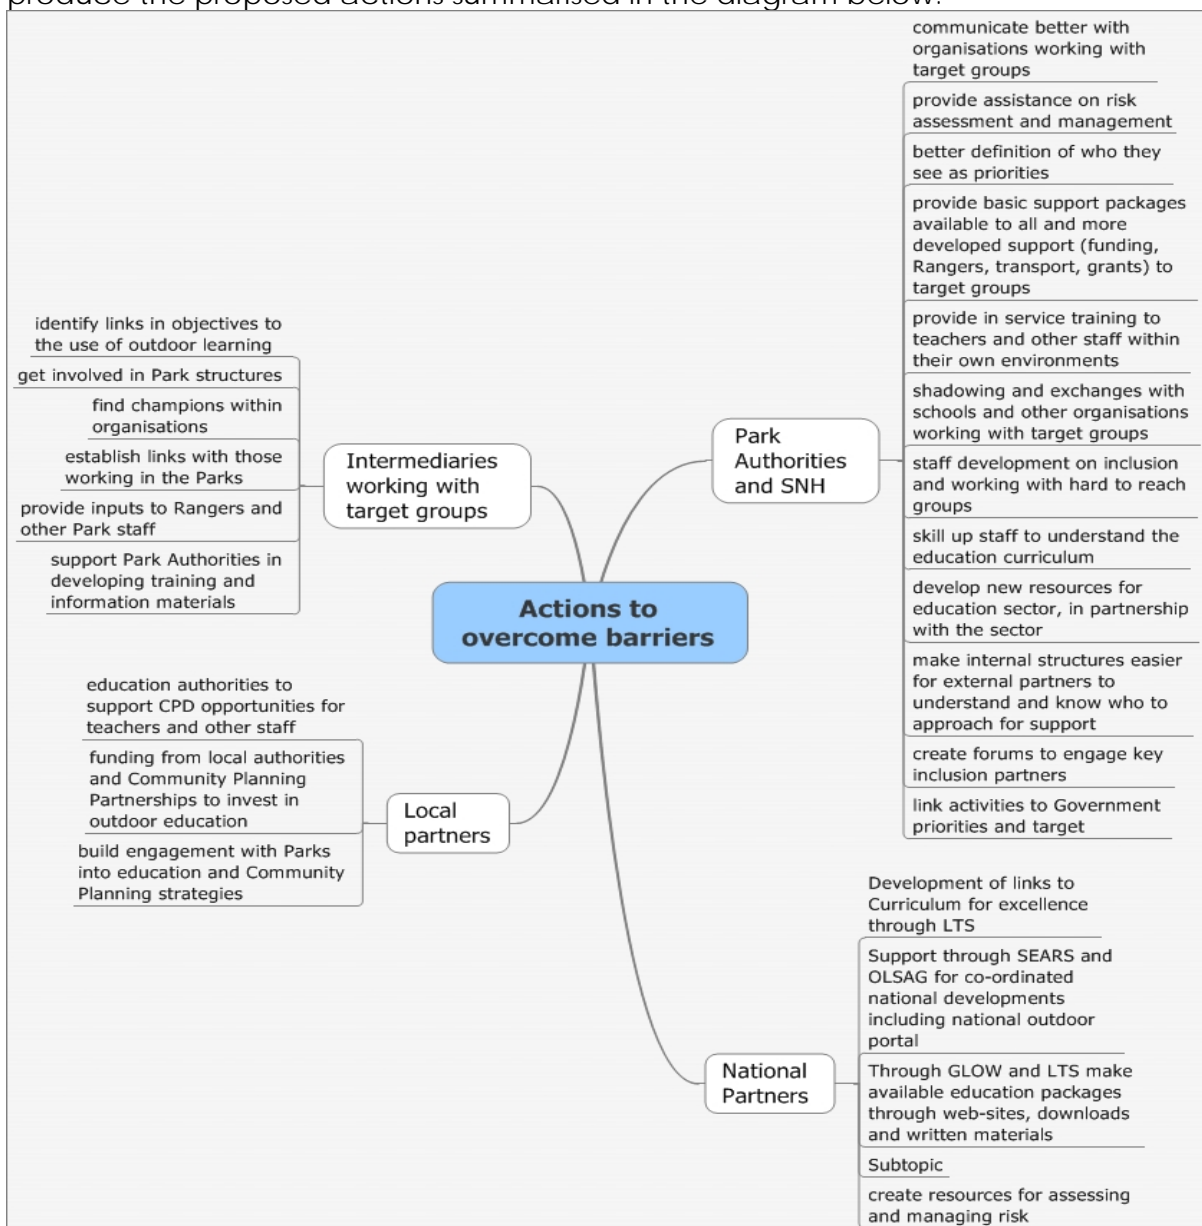 produce the proposed actions summarised in the diagram below.
communicate better with
organisations working with
target groups
provide assistance on risk
assessment and management
better definition of who they
see as priorities
provide basic support packages
available to all and more
developed support (funding,
Rangers, transport, grants) to
target groups
provide in service training to
teachers and other staff within
their own environments
shadowing and exchanges with
schools and other organisations
working with target groups
staff development on inclusion
and working with hard to reach
groups
skill up staff to understand the
education curriculum
develop new resources for
education sector, in partnership
with the sector
make internal structures easier
for external partners to
understand and know who to
approach for support
create forums to engage key
inclusion partners
link activities to Government
priorities and target
Park
Authorities
and SNH
identify links in objectives to
the use of outdoor learning
get involved in Park structures
find champions within
organisations
establish links with those
working in the Parks
provide inputs to Rangers and
other Park staff
support Park Authorities in
developing training and
information materials
Intermediaries
working with
target groups
Actions to
overcome barriers
education authorities to
support CPD opportunities for
teachers and other staff
funding from local authorities
and Community Planning
Partnerships to invest in
outdoor education
build engagement with Parks
into education and Community
Planning strategies
Local
partners
National
Partners
Development of links to
Curriculum for excellence
through LTS
Support through SEARS and
OLSAG for co-ordinated
national developments
including national outdoor
portal
Through GLOW and LTS make
available education packages
through web-sites, downloads
and written materials
Subtopic
create resources for assessing
and managing risk